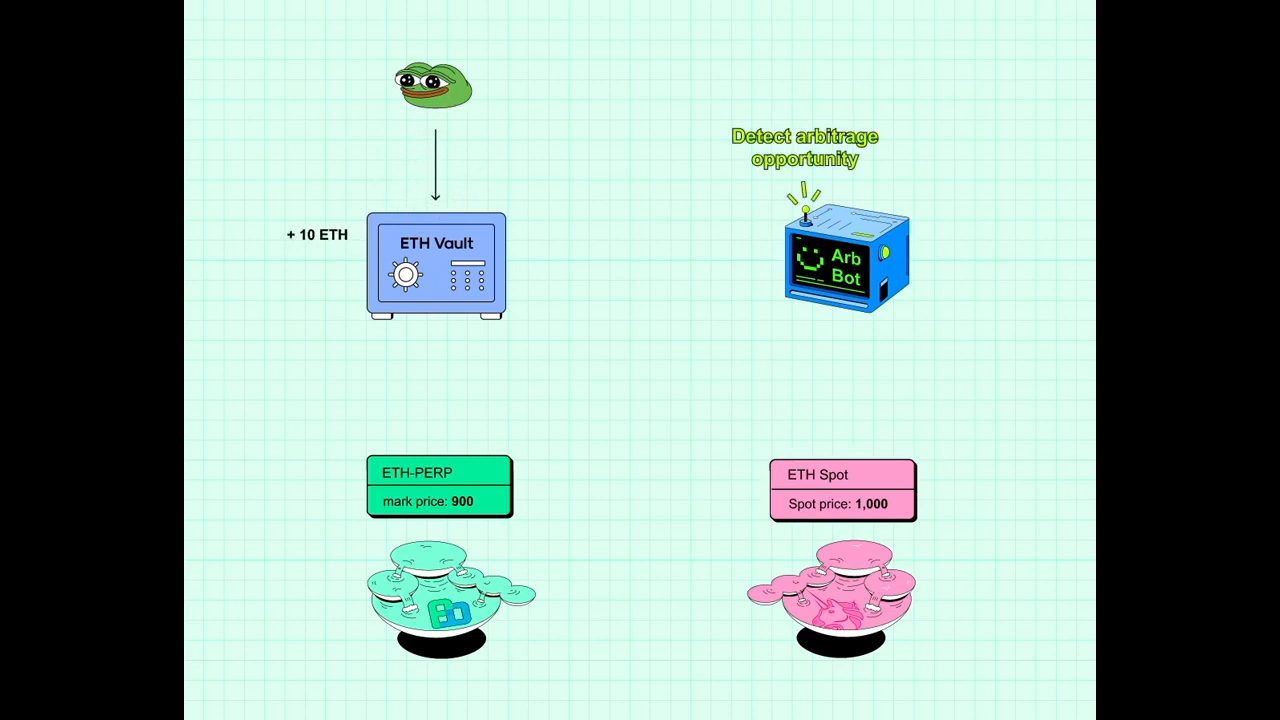 Detect arbitrage
opportunity
+ 10 ETH
ETH Vault
Arb
Bot
ETH-PERP
mark price: 900
ETH Spot
Spot price: 1,000